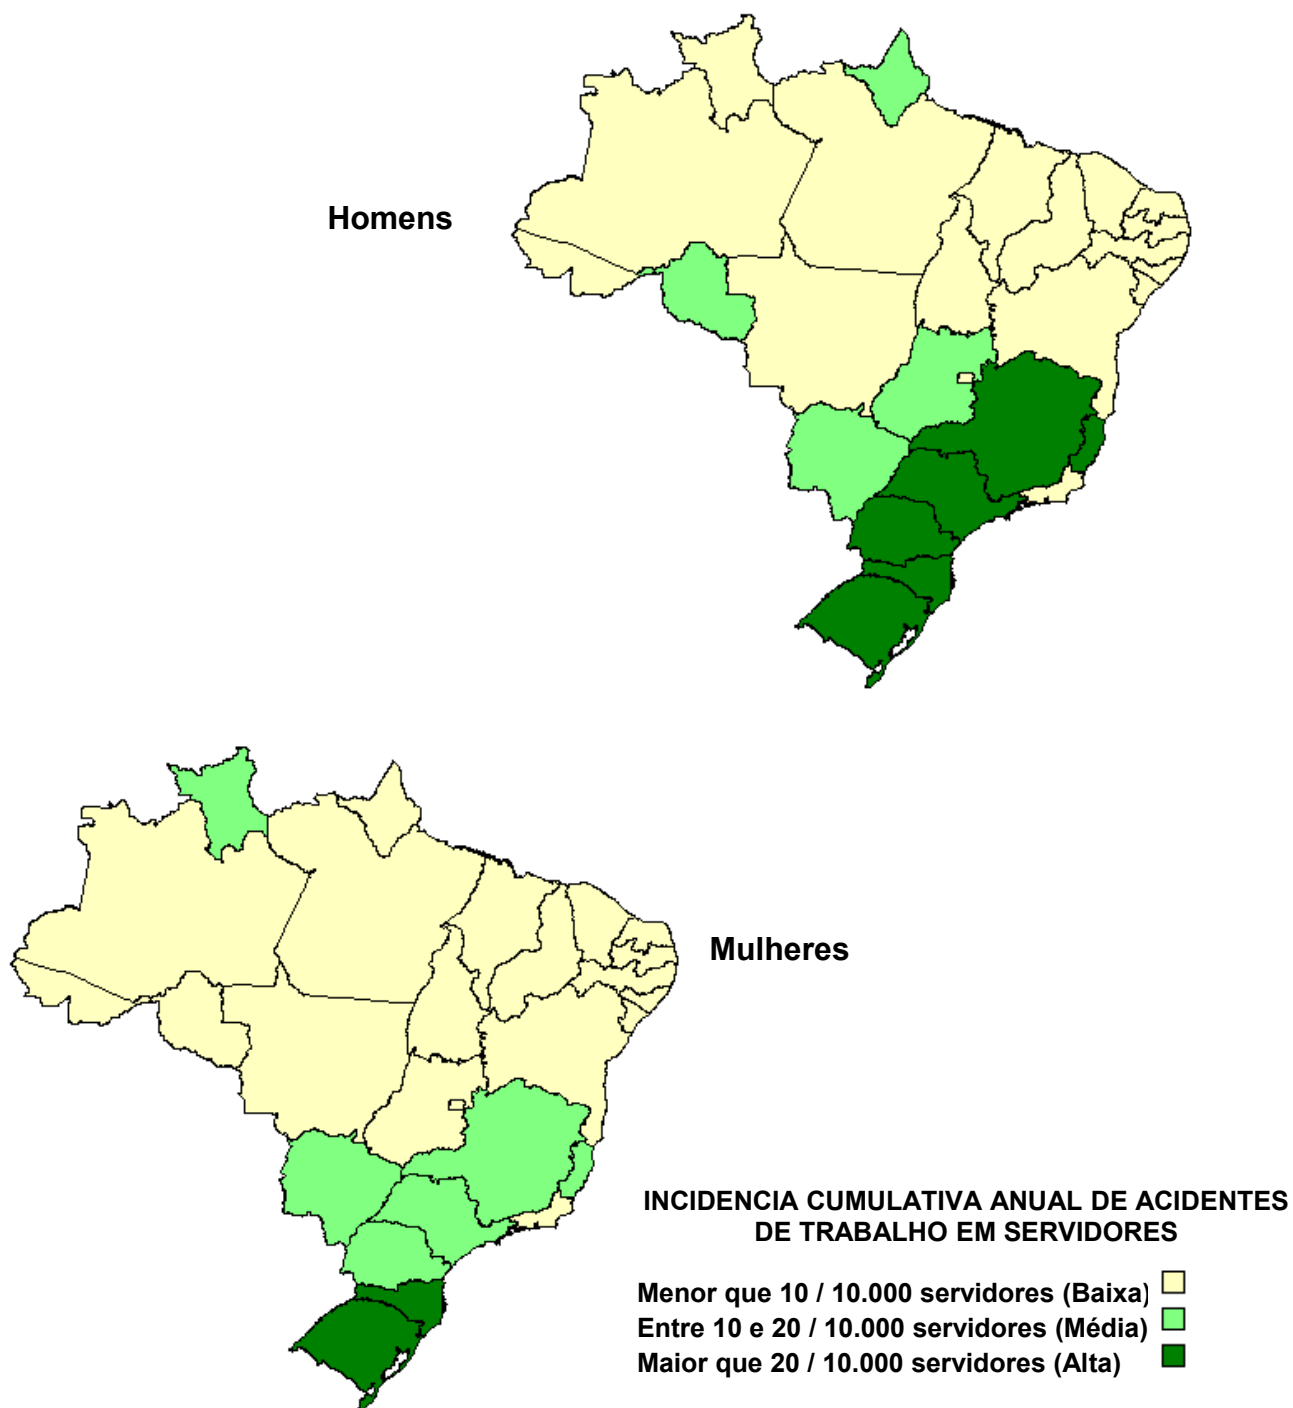 Homens
Mulheres
INCIDENCIA CUMULATIVA ANUAL DE ACIDENTES
DE TRABALHO EM SERVIDORES
Menor que 10 / 10.000 servidores (Baixa)
Entre 10 e 20 / 10.000 servidores (Média)
Maior que 20 / 10.000 servidores (Alta)